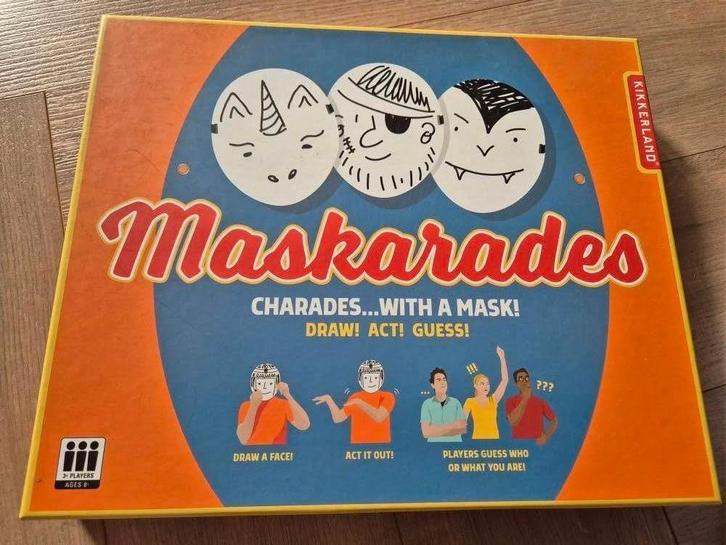 KIKKERLAND
Maskarades
CHARADES...WITH A MASK!
DRAW! ACT! GUESS!
... !!! ???
DRAW A FACE!
ACT IT OUT!
PLAYERS GUESS WHO
OR WHAT YOU ARE!
3+ PLAYERS
AGES 8+